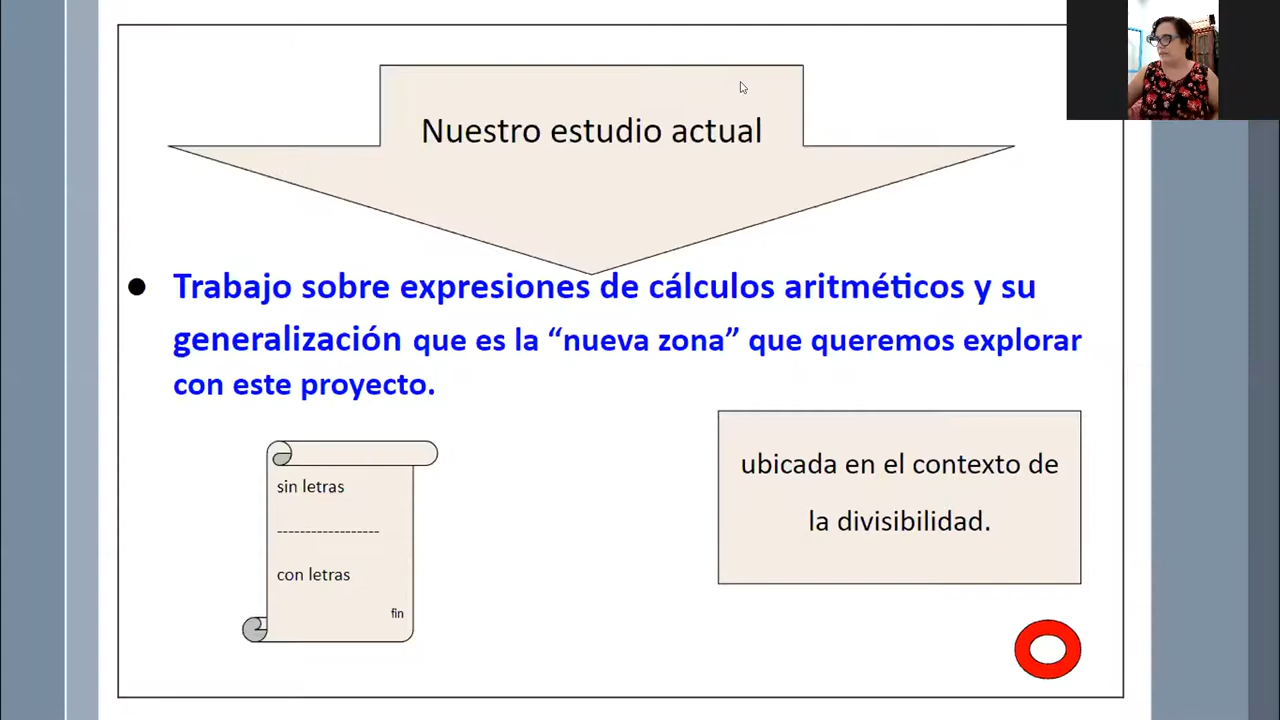 Nuestro estudio actual
● Trabajo sobre expresiones de cálculos aritméticos y su
generalización que es la “nueva zona” que queremos explorar
con este proyecto.
sin letras
------------------
con letras
fin
ubicada en el contexto de
la divisibilidad.